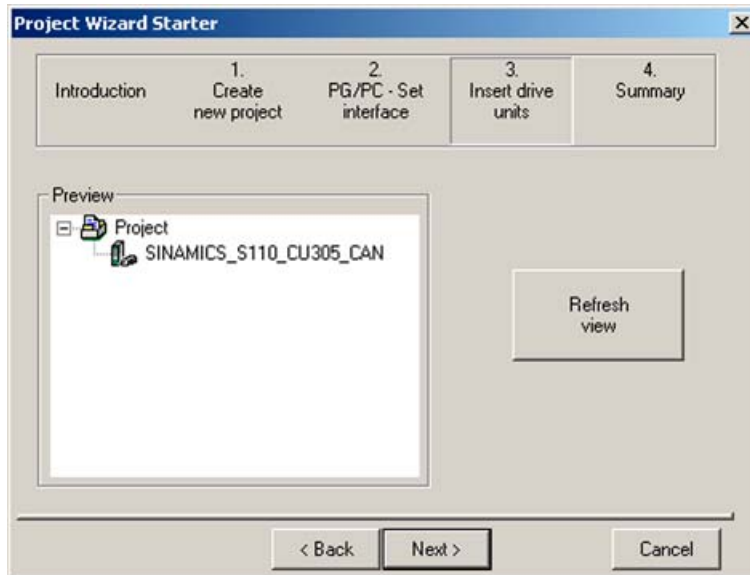 Project Wizard Starter
Introduction
1.
Create
new project
2.
PG/PC - Set
interface
3.
Insert drive
units
4.
Summary
Preview
Project
SINAMICS_S110_CU305_CAN
Refresh
view
< Back
Next >
Cancel